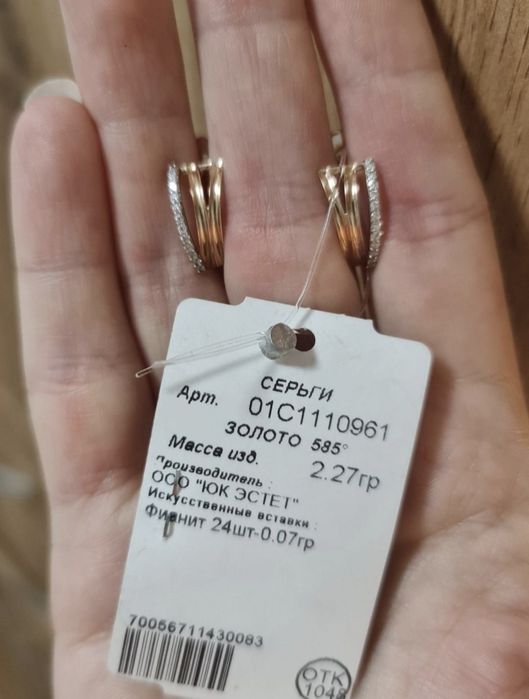 СЕРЬГИ
Арт. 01С1110961
ЗОЛОТО 585°
Масса изд. 2.27гр
Производитель :
ООО "ЮК ЭСТЕТ"
Искусственные вставки :
Фианит 24шт-0.07гр
70056711430083
ОТК
1048